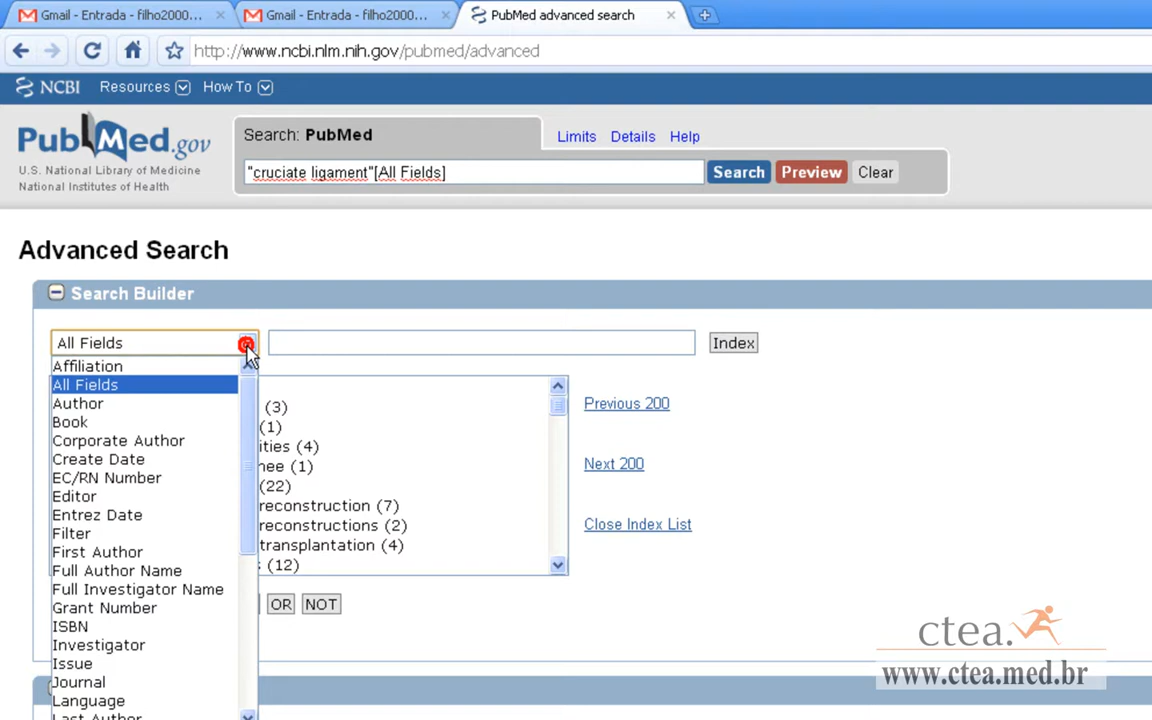 Gmail - Entrada - filho2000...
Gmail - Entrada - filho2000...
PubMed advanced search
http://www.ncbi.nlm.nih.gov/pubmed/advanced
NCBI Resources How To
PubMed.gov
U.S. National Library of Medicine
National Institutes of Health
Search: PubMed
Limits Details Help
"cruciate ligament"[All Fields]
Search Preview Clear
Advanced Search
Search Builder
All Fields
Index
Affiliation
All Fields
Author
Book
Corporate Author
Create Date
EC/RN Number
Editor
Entrez Date
Filter
First Author
Full Author Name
Full Investigator Name
Grant Number
ISBN
Investigator
Issue
Journal
Language
Last Author
(3)
(1)
ities (4)
nee (1)
(22)
reconstruction (7)
reconstructions (2)
transplantation (4)
(12)
Previous 200
Next 200
Close Index List
OR NOT
ctea.
www.ctea.med.br